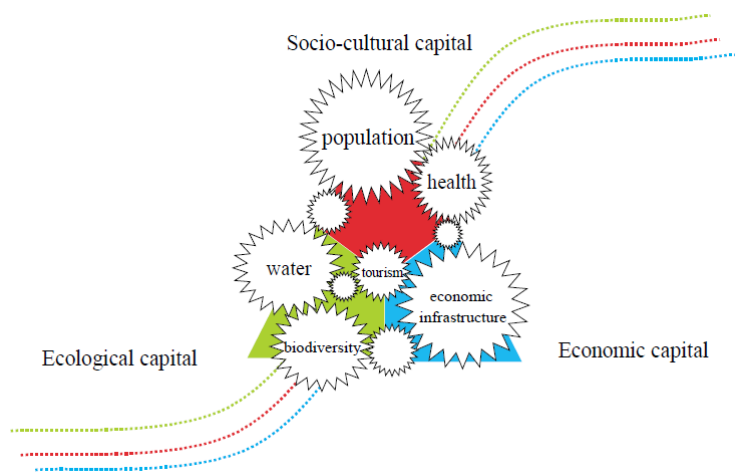 Socio-cultural capital
population
health
water
tourism
economic
infrastructure
biodiversity
Ecological capital
Economic capital